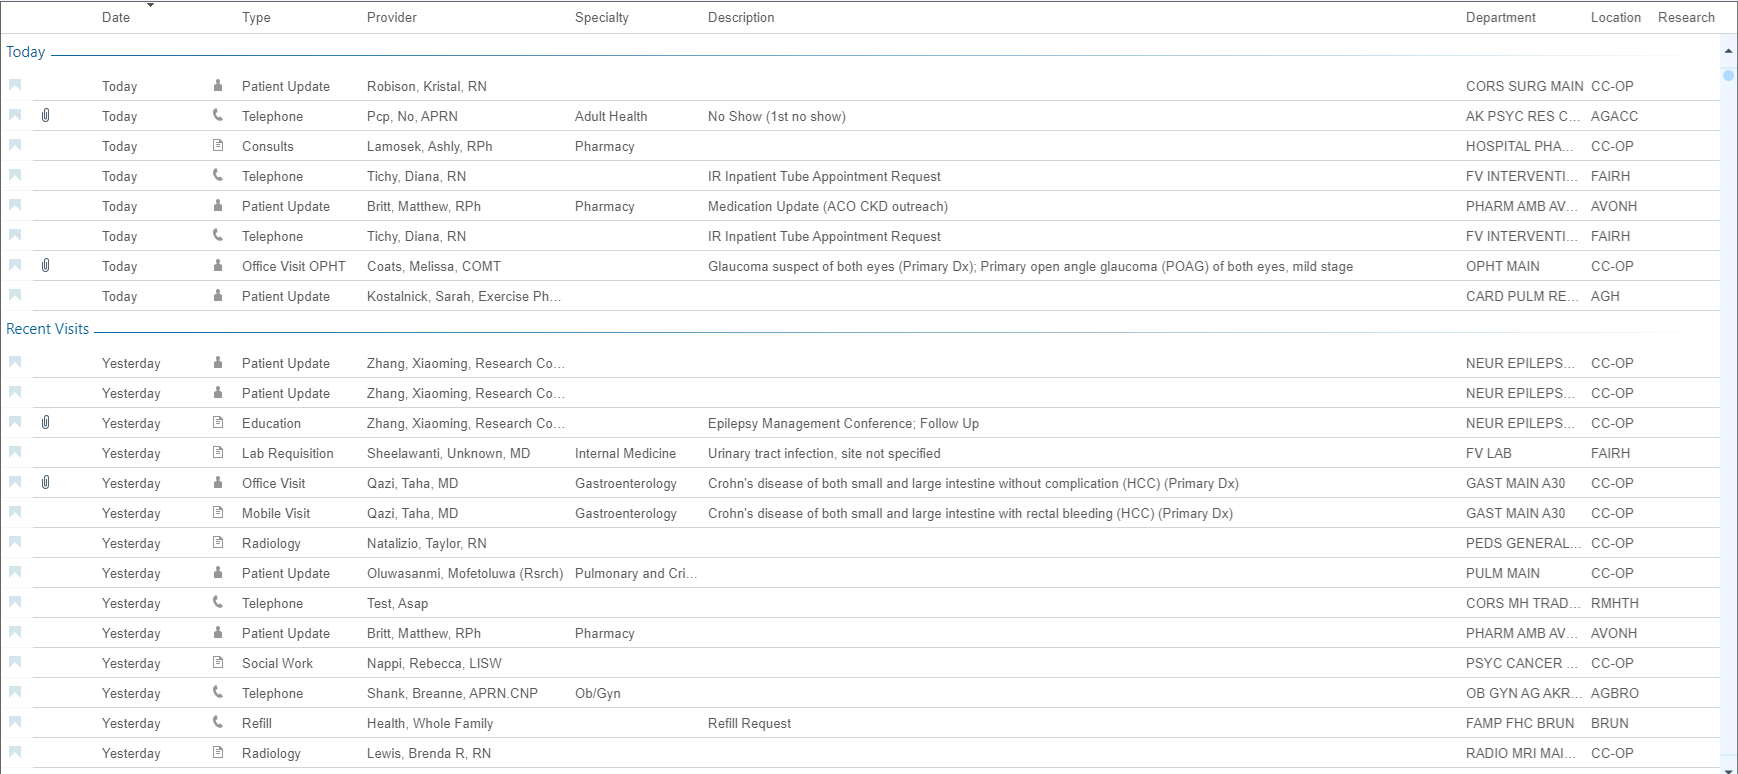 Date Type Provider Specialty Description Department Location Research
Today
Today Patient Update Robison, Kristal, RN CORS SURG MAIN CC-OP
Today Telephone Pcp, No, APRN Adult Health No Show (1st no show) AK PSYC RES C... AGACC
Today Consults Lamosek, Ashly, RPh Pharmacy HOSPITAL PHA... CC-OP
Today Telephone Tichy, Diana, RN IR Inpatient Tube Appointment Request FV INTERVENTI... FAIRH
Today Patient Update Britt, Matthew, RPh Pharmacy Medication Update (ACO CKD outreach) PHARM AMB AV... AVONH
Today Telephone Tichy, Diana, RN IR Inpatient Tube Appointment Request FV INTERVENTI... FAIRH
Today Office Visit OPHT Coats, Melissa, COMT Glaucoma suspect of both eyes (Primary Dx); Primary open angle glaucoma (POAG) of both eyes, mild stage OPHT MAIN CC-OP
Today Patient Update Kostalnick, Sarah, Exercise Ph... CARD PULM RE... AGH
Recent Visits
Yesterday Patient Update Zhang, Xiaoming, Research Co... NEUR EPILEPS... CC-OP
Yesterday Patient Update Zhang, Xiaoming, Research Co... NEUR EPILEPS... CC-OP
Yesterday Education Zhang, Xiaoming, Research Co... Epilepsy Management Conference; Follow Up NEUR EPILEPS... CC-OP
Yesterday Lab Requisition Sheelawanti, Unknown, MD Internal Medicine Urinary tract infection, site not specified FV LAB FAIRH
Yesterday Office Visit Qazi, Taha, MD Gastroenterology Crohn's disease of both small and large intestine without complication (HCC) (Primary Dx) GAST MAIN A30 CC-OP
Yesterday Mobile Visit Qazi, Taha, MD Gastroenterology Crohn's disease of both small and large intestine with rectal bleeding (HCC) (Primary Dx) GAST MAIN A30 CC-OP
Yesterday Radiology Natalizio, Taylor, RN PEDS GENERAL... CC-OP
Yesterday Patient Update Oluwasanmi, Mofetoluwa (Rsrch) Pulmonary and Cri... PULM MAIN CC-OP
Yesterday Telephone Test, Asap CORS MH TRAD... RMHTH
Yesterday Patient Update Britt, Matthew, RPh Pharmacy PHARM AMB AV... AVONH
Yesterday Social Work Nappi, Rebecca, LISW PSYC CANCER ... CC-OP
Yesterday Telephone Shank, Breanne, APRN.CNP Ob/Gyn OB GYN AG AKR... AGBRO
Yesterday Refill Health, Whole Family Refill Request FAMP FHC BRUN BRUN
Yesterday Radiology Lewis, Brenda R, RN RADIO MRI MAI... CC-OP